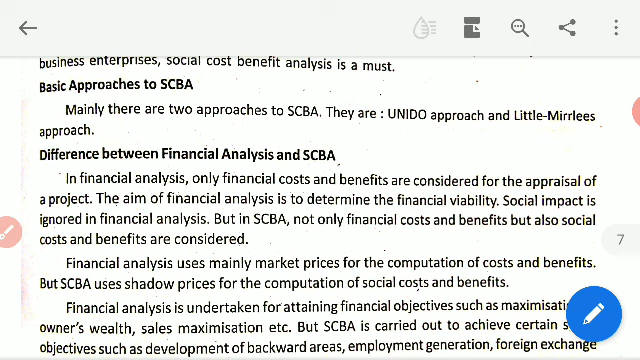 business enterprises, social cost benefit analysis is a must.
Basic Approaches to SCBA
Mainly there are two approaches to SCBA. They are : UNIDO approach and Little-Mirrlees
approach.
Difference between Financial Analysis and SCBA
In financial analysis, only financial costs and benefits are considered for the appraisal of
a project. The aim of financial analysis is to determine the financial viability. Social impact is
ignored in financial analysis. But in SCBA, not only financial costs and benefits but also social
costs and benefits are considered.
7
Financial analysis uses mainly market prices for the computation of costs and benefits.
But SCBA uses shadow prices for the computation of social costs and benefits.
Financial analysis is undertaken for attaining financial objectives such as
owner's wealth, sales maximisation etc. But SCBA is carried out to achieve certain
objectives such as development of backward areas, employment generation, foreign exchange